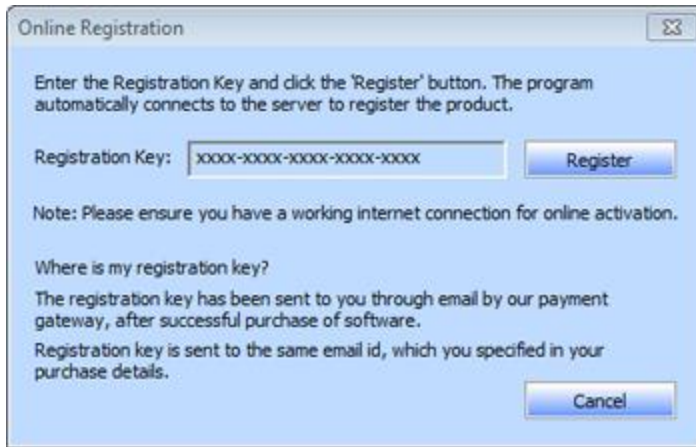 Online Registration
Enter the Registration Key and click the 'Register' button. The program
automatically connects to the server to register the product.
Registration Key: xxxx-xxxx-xxxx-xxxx-xxxx Register
Note: Please ensure you have a working internet connection for online activation.
Where is my registration key?
The registration key has been sent to you through email by our payment
gateway, after successful purchase of software.
Registration key is sent to the same email id, which you specified in your
purchase details.
Cancel